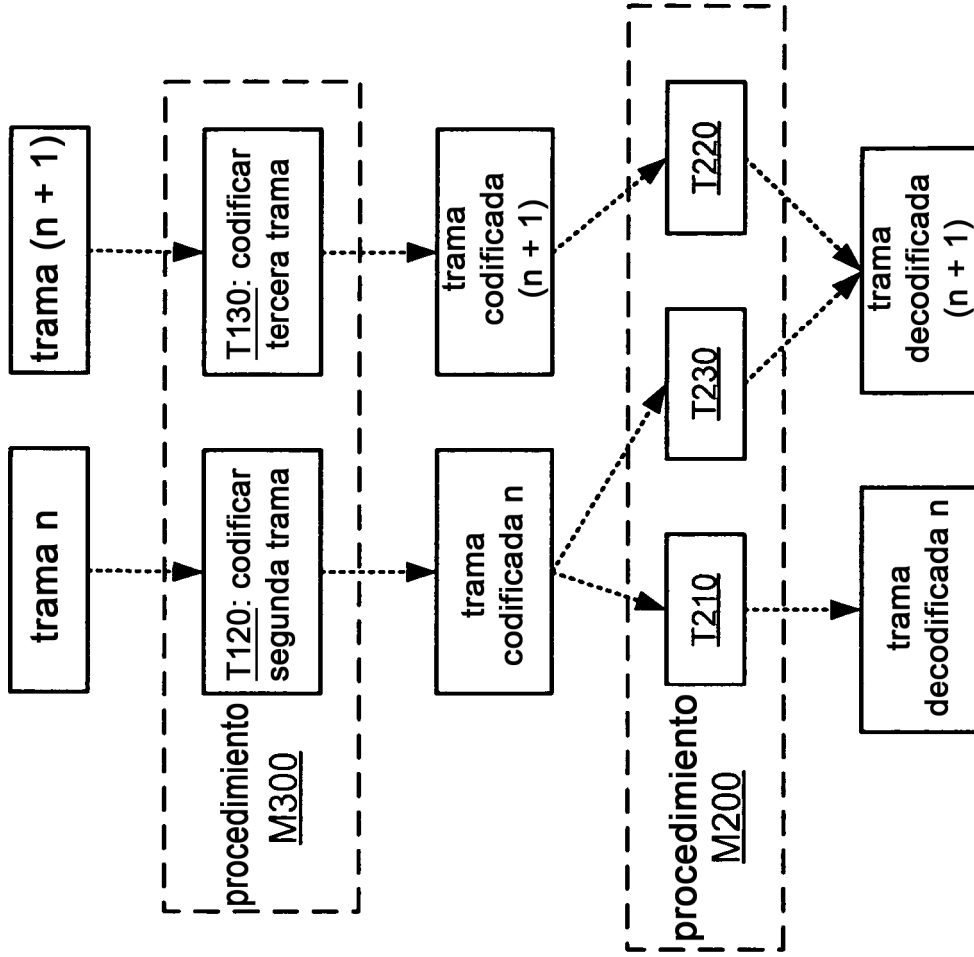 trama n
trama (n + 1)
procedimiento
M300
T120: codificar
segunda trama
T130: codificar
tercera trama
trama
codificada n
trama
codificada
(n + 1)
procedimiento
M200
T210
T230
T220
trama
decodificada n
trama
decodificada
(n + 1)